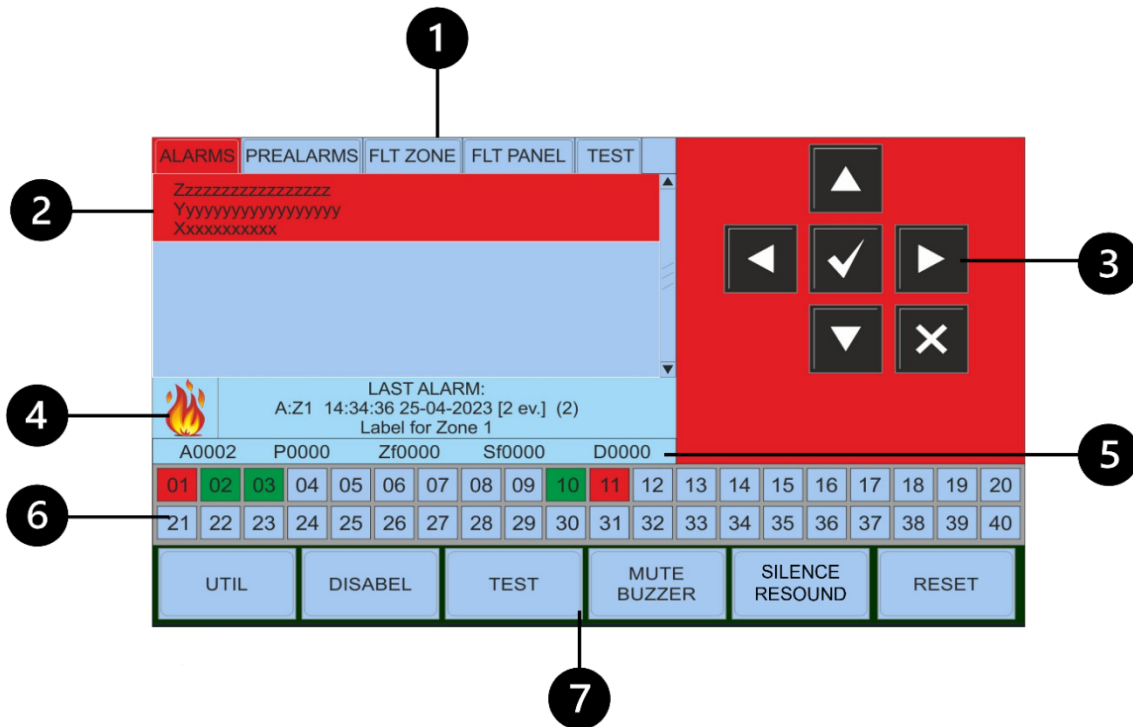 1
ALARMS PREALARMS FLT ZONE FLT PANEL TEST
2
Zzzzzzzzzzzzzzzzzz
Yyyyyyyyyyyyyyyyyy
Xxxxxxxxxxx
3
4
LAST ALARM:
A:Z1 14:34:36 25-04-2023 [2 ev.] (2)
Label for Zone 1
A0002 P0000 Zf0000 Sf0000 D0000
5
01 02 03 04 05 06 07 08 09 10 11 12 13 14 15 16 17 18 19 20
6
21 22 23 24 25 26 27 28 29 30 31 32 33 34 35 36 37 38 39 40
UTIL
DISABEL
TEST
MUTE
BUZZER
SILENCE
RESOUND
RESET
7